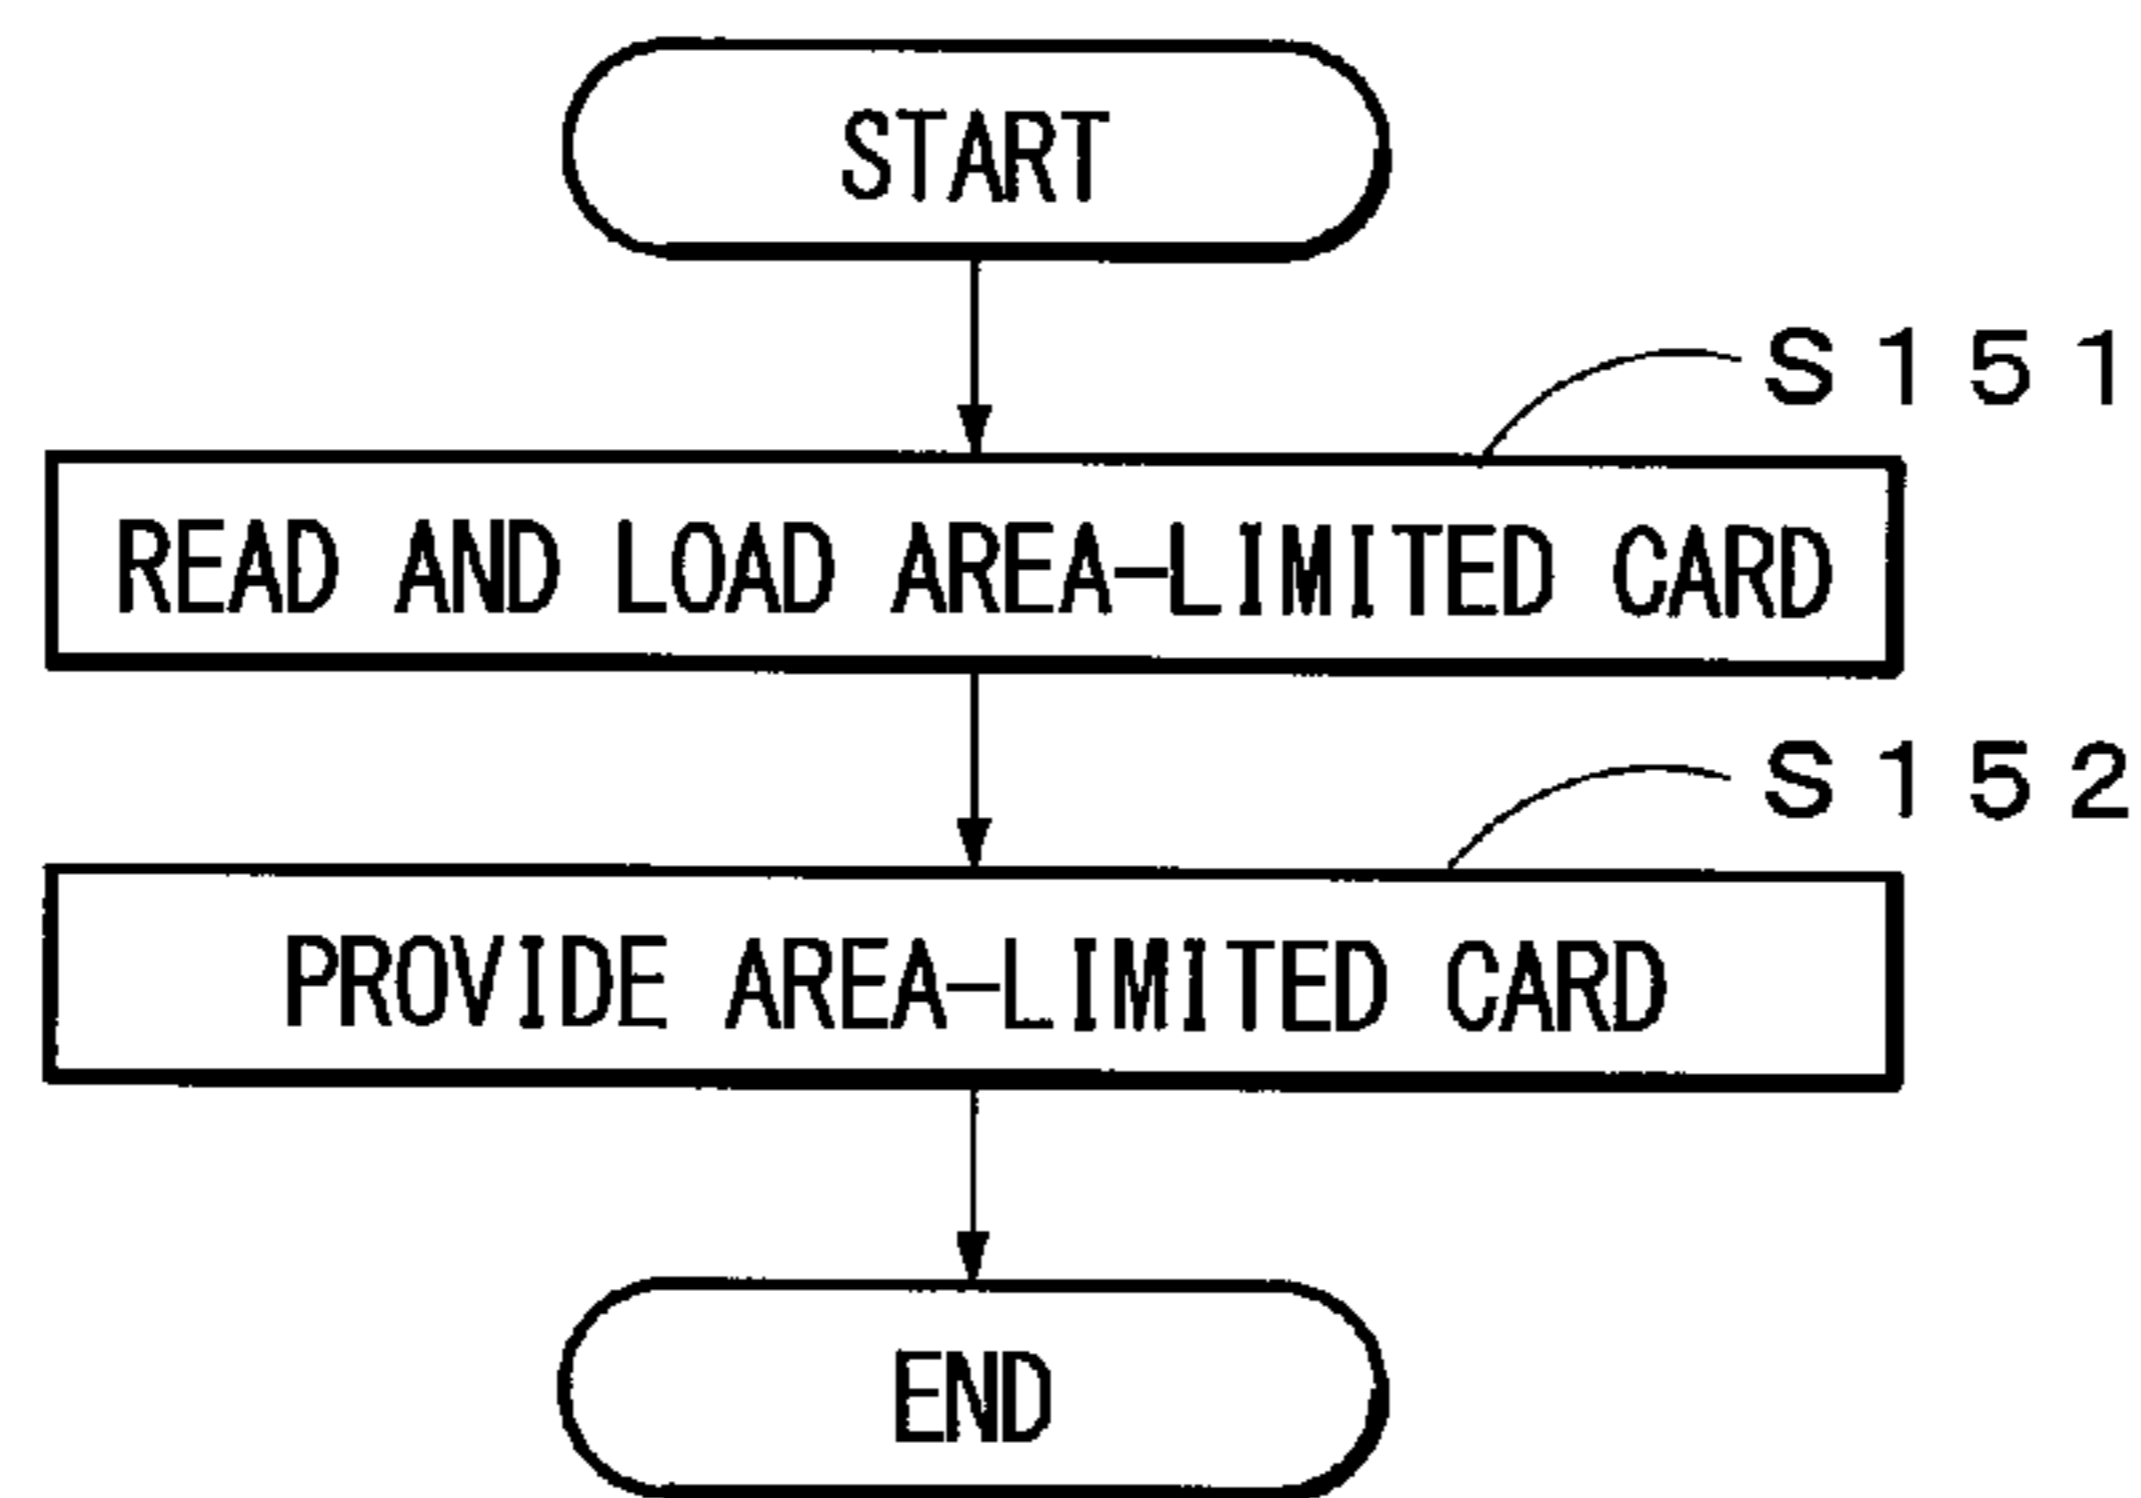 START
S151
READ AND LOAD AREA-LIMITED CARD
S152
PROVIDE AREA-LIMITED CARD
END